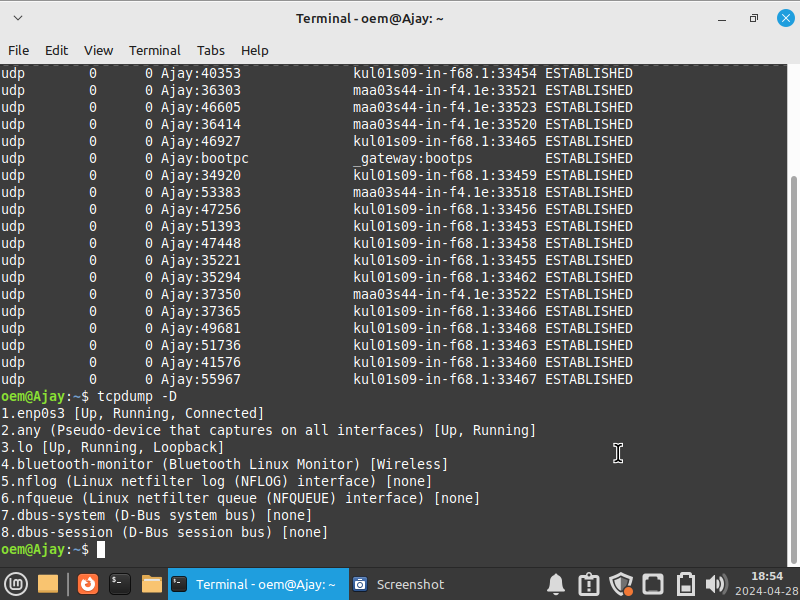 Terminal - oem@Ajay: ~
File Edit View Terminal Tabs Help
udp 0 0 Ajay:40353 kul01s09-in-f68.1:33454 ESTABLISHED
udp 0 0 Ajay:36303 maa03s44-in-f4.1e:33521 ESTABLISHED
udp 0 0 Ajay:46605 maa03s44-in-f4.1e:33523 ESTABLISHED
udp 0 0 Ajay:36414 maa03s44-in-f4.1e:33520 ESTABLISHED
udp 0 0 Ajay:46927 kul01s09-in-f68.1:33465 ESTABLISHED
udp 0 0 Ajay:bootpc _gateway:bootps ESTABLISHED
udp 0 0 Ajay:34920 kul01s09-in-f68.1:33459 ESTABLISHED
udp 0 0 Ajay:53383 maa03s44-in-f4.1e:33518 ESTABLISHED
udp 0 0 Ajay:47256 kul01s09-in-f68.1:33456 ESTABLISHED
udp 0 0 Ajay:51393 kul01s09-in-f68.1:33453 ESTABLISHED
udp 0 0 Ajay:47448 kul01s09-in-f68.1:33458 ESTABLISHED
udp 0 0 Ajay:35221 kul01s09-in-f68.1:33455 ESTABLISHED
udp 0 0 Ajay:35294 kul01s09-in-f68.1:33462 ESTABLISHED
udp 0 0 Ajay:37350 maa03s44-in-f4.1e:33522 ESTABLISHED
udp 0 0 Ajay:37365 kul01s09-in-f68.1:33466 ESTABLISHED
udp 0 0 Ajay:49681 kul01s09-in-f68.1:33468 ESTABLISHED
udp 0 0 Ajay:51736 kul01s09-in-f68.1:33463 ESTABLISHED
udp 0 0 Ajay:41576 kul01s09-in-f68.1:33460 ESTABLISHED
udp 0 0 Ajay:55967 kul01s09-in-f68.1:33467 ESTABLISHED
oem@Ajay:~$ tcpdump -D
1.enp0s3 [Up, Running, Connected]
2.any (Pseudo-device that captures on all interfaces) [Up, Running]
3.lo [Up, Running, Loopback]
4.bluetooth-monitor (Bluetooth Linux Monitor) [Wireless]
5.nflog (Linux netfilter log (NFLOG) interface) [none]
6.nfqueue (Linux netfilter queue (NFQUEUE) interface) [none]
7.dbus-system (D-Bus system bus) [none]
8.dbus-session (D-Bus session bus) [none]
oem@Ajay:~$
Terminal - oem@Ajay: ~ Screenshot 18:54
2024-04-28